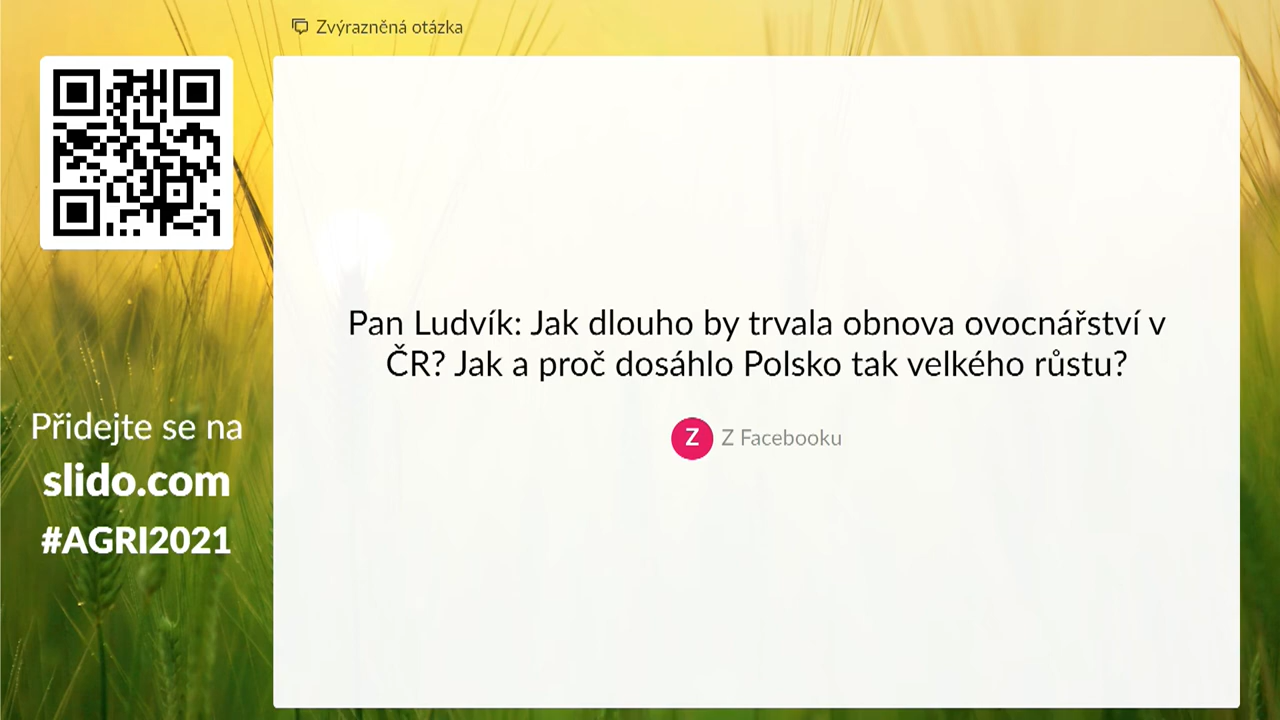 Zvýrazněná otázka
Pan Ludvík: Jak dlouho by trvala obnova ovocnářství v
ČR? Jak a proč dosáhlo Polsko tak velkého růstu?
Z
Z Facebooku
Přidejte se na
slido.com
#AGRI2021